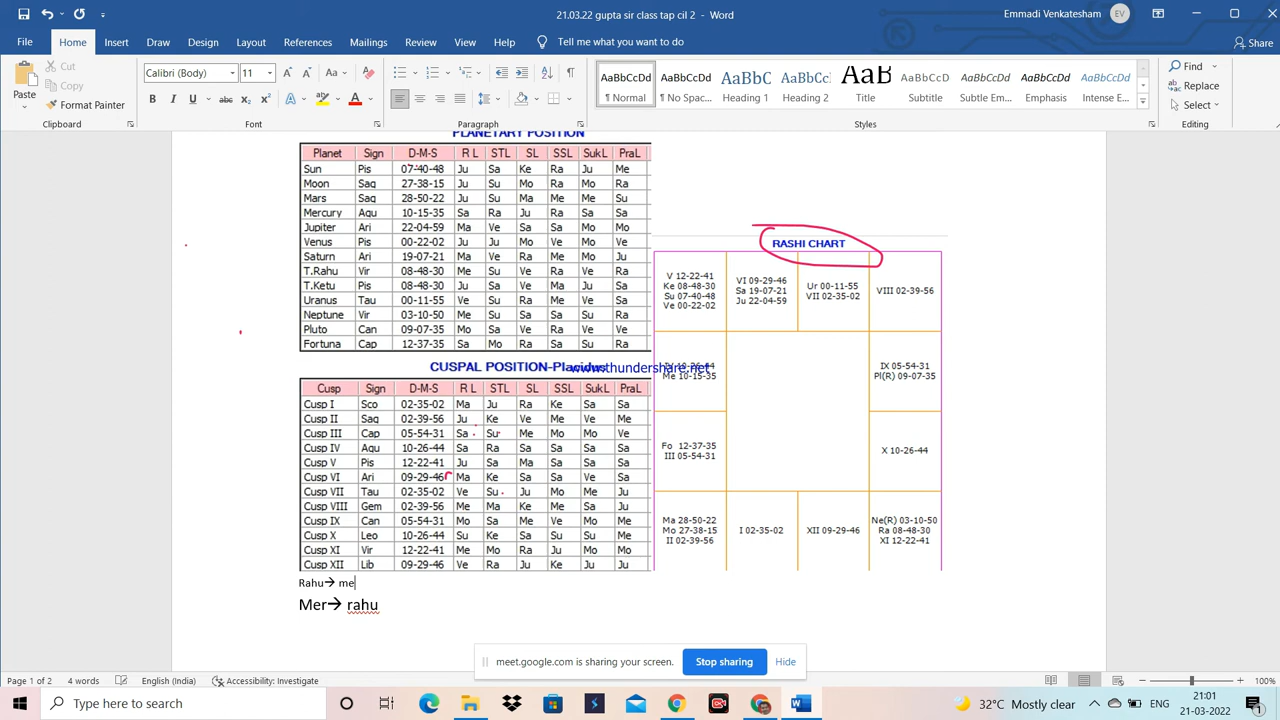 21.03.22 gupta sir class tap cil 2 - Word
Emmadi Venkatesham EV
File Home Insert Draw Design Layout References Mailings Review View Help Tell me what you want to do Share
Paste
Cut
Copy
Format Painter
Calibri (Body) 11
AaBbCcDd AaBbCcDd AaBbCc AaBbCc AaB AaBbCcDd AaBbCcDd AaBbCcDd AaBbCcDd
¶ Normal ¶ No Spac... Heading 1 Heading 2 Title Subtitle Subtle Em... Emphasis Intense E...
Find
Replace
Select
Clipboard Font Paragraph Styles Editing
PLANETARY POSITION
Planet Sign D-M-S R L STL SL SSL SukL PraL
Sun Pis 07-40-48 Ju Sa Ke Ra Ju Me
Moon Sag 27-38-15 Ju Su Mo Ra Mo Ra
Mars Sag 28-50-22 Ju Su Ma Me Me Su
Mercury Aqu 10-15-35 Sa Ra Ju Ra Sa Sa
Jupiter Ari 22-04-59 Ma Ve Sa Sa Mo Mo
Venus Pis 00-22-02 Ju Ju Mo Ve Mo Ve
Saturn Ari 19-07-21 Ma Ve Ra Me Mo Ju
T.Rahu Vir 08-48-30 Me Su Ve Ra Ve Ra
T.Ketu Pis 08-48-30 Ju Sa Ve Ma Ju Sa
Uranus Tau 00-11-55 Ve Su Ra Me Me Sa
Neptune Vir 03-10-50 Me Su Sa Sa Su Ra
Pluto Can 09-07-35 Mo Sa Ve Ra Ve Ve
Fortuna Cap 12-37-35 Sa Mo Ra Sa Su Ra
CUSPAL POSITION-Placidus
www.thundershare.net
Cusp Sign D-M-S R L STL SL SSL SukL PraL
Cusp I Sco 02-35-02 Ma Ju Ra Ke Sa Sa
Cusp II Sag 02-39-56 Ju Ke Ve Me Ve Me
Cusp III Cap 05-54-31 Sa Su Me Mo Mo Ve
Cusp IV Aqu 10-26-44 Sa Ra Sa Sa Sa Sa
Cusp V Pis 12-22-41 Ju Sa Ma Sa Sa Sa
Cusp VI Ari 09-29-46 Ma Ke Sa Sa Ve Sa
Cusp VII Tau 02-35-02 Ve Su Ju Mo Me Ju
Cusp VIII Gem 02-39-56 Me Ma Ke Me Sa Ju
Cusp IX Can 05-54-31 Mo Sa Me Ve Mo Me
Cusp X Leo 10-26-44 Su Ke Sa Su Su Me
Cusp XI Vir 12-22-41 Me Mo Ra Ju Mo Mo
Cusp XII Lib 09-29-46 Ve Ra Ju Ke Ju Ju
RASHI CHART
V 12-22-41
Ke 08-48-30
Su 07-40-48
Ve 00-22-02
VI 09-29-46
Sa 19-07-21
Ju 22-04-59
Ur 00-11-55
VII 02-35-02
VIII 02-39-56
Me 10-15-35
IX 05-54-31
Pl(R) 09-07-35
Fo 12-37-35
III 05-54-31
X 10-26-44
Ma 28-50-22
Mo 27-38-15
II 02-39-56
I 02-35-02
XII 09-29-46
Ne(R) 03-10-50
Ra 08-48-30
XI 12-22-41
Rahu→ me
Mer→ rahu
meet.google.com is sharing your screen. Stop sharing Hide
Page 1 of 2 4 words English (India) Accessibility: Investigate 100%
Type here to search
32°C Mostly clear ENG 21:01
21-03-2022